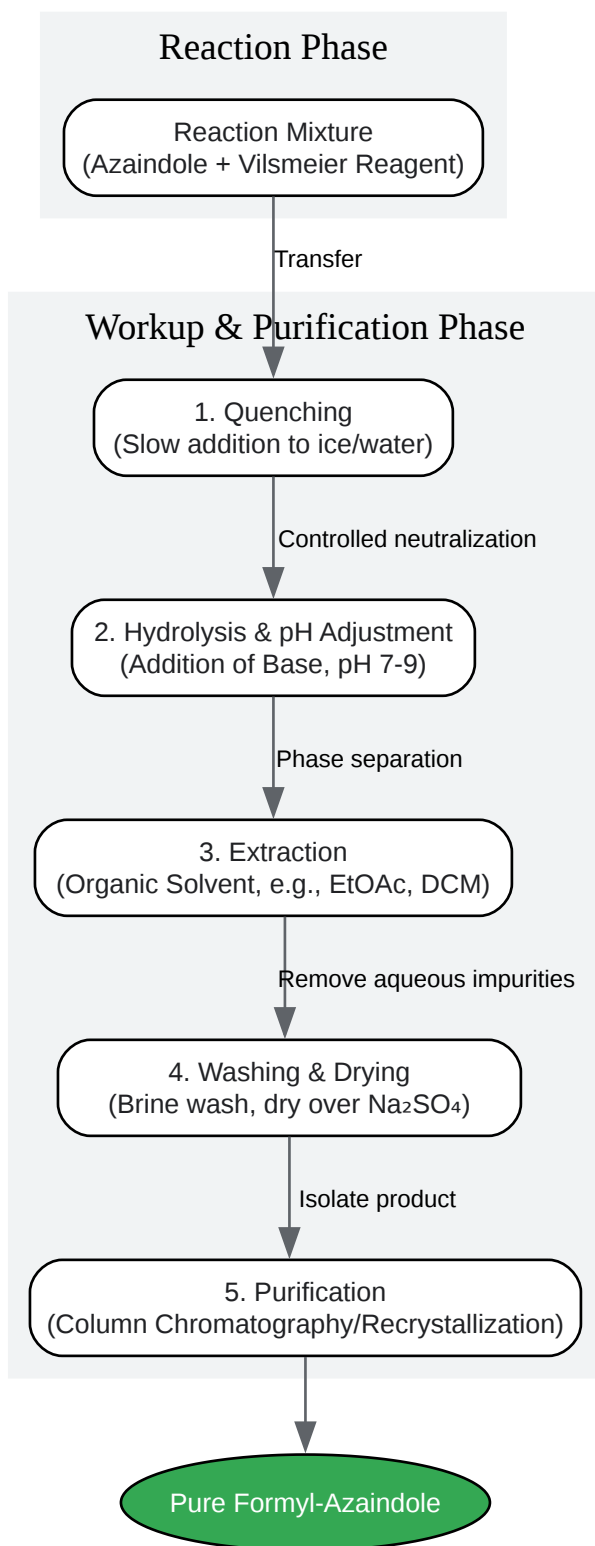 Reaction Phase
Reaction Mixture
(Azaindole + Vilsmeier Reagent)
Transfer
Workup & Purification Phase
1. Quenching
(Slow addition to ice/water)
Controlled neutralization
2. Hydrolysis & pH Adjustment
(Addition of Base, pH 7-9)
Phase separation
3. Extraction
(Organic Solvent, e.g., EtOAc, DCM)
Remove aqueous impurities
4. Washing & Drying
(Brine wash, dry over Na₂SO₄)
Isolate product
5. Purification
(Column Chromatography/Recrystallization)
Pure Formyl-Azaindole